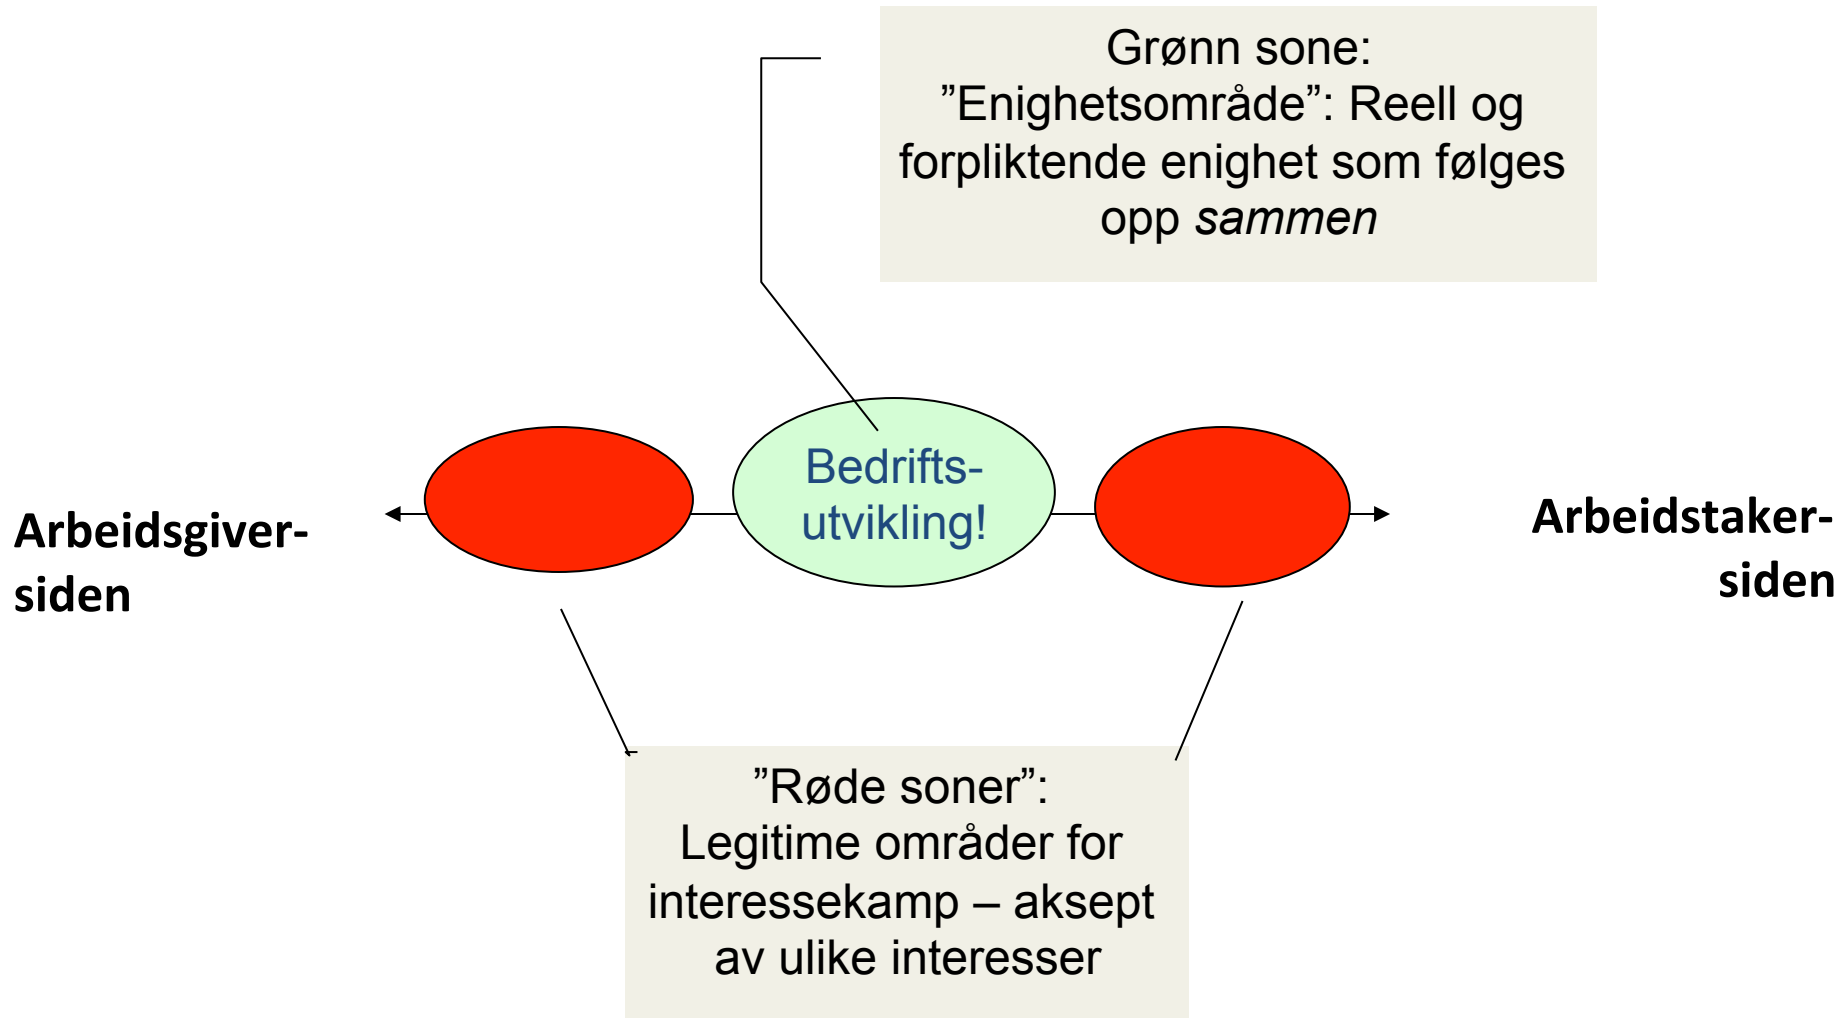 Grønn sone:
”Enighetsområde”: Reell og
forpliktende enighet som følges
opp sammen
Bedrifts-
utvikling!
Arbeidsgiver-
siden
Arbeidstaker-
siden
”Røde soner”:
Legitime områder for
interessekamp – aksept
av ulike interesser